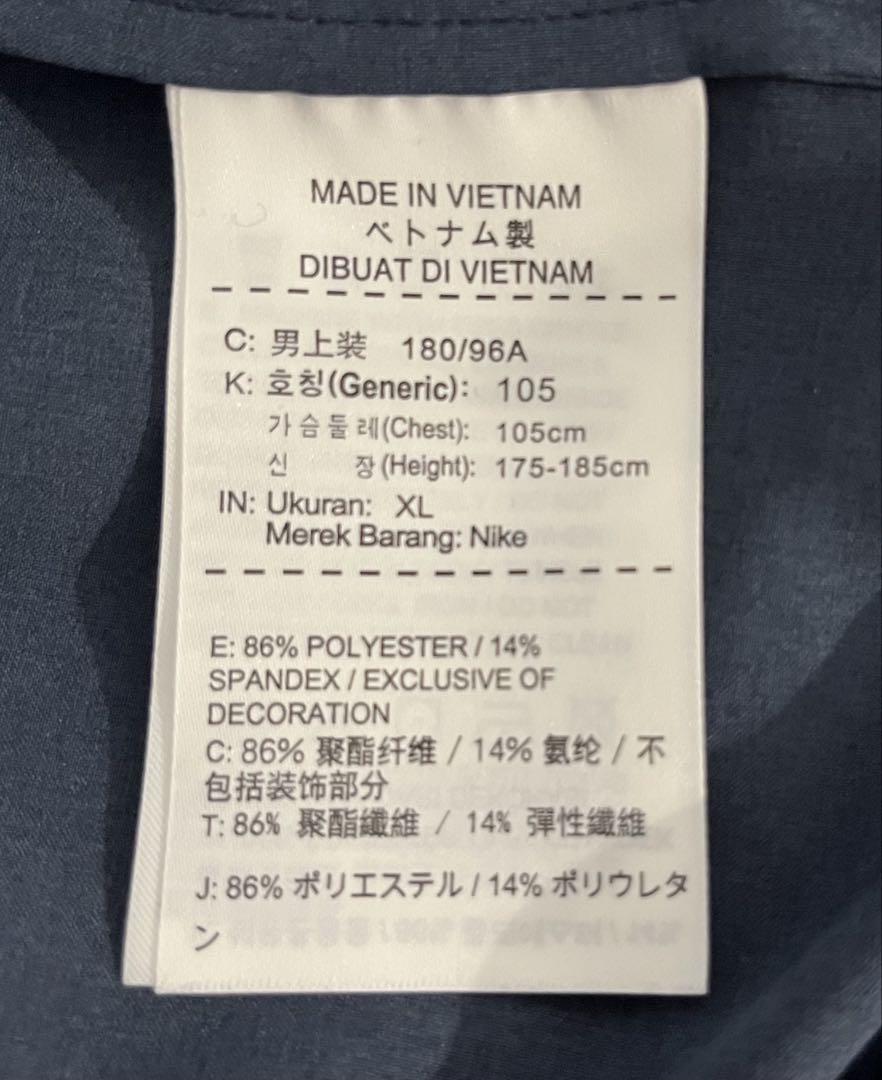 MADE IN VIETNAM
ベトナム製
DIBUAT DI VIETNAM
C: 男上装 180/96A
K: 호칭(Generic): 105
가슴둘레(Chest): 105cm
신 장(Height): 175-185cm
IN: Ukuran: XL
Merek Barang: Nike
E: 86% POLYESTER / 14%
SPANDEX / EXCLUSIVE OF
DECORATION
C: 86% 聚酯纤维 / 14% 氨纶 / 不
包括装饰部分
T: 86% 聚酯纖維 / 14% 彈性纖維
J: 86% ポリエステル / 14% ポリウレタ
ン